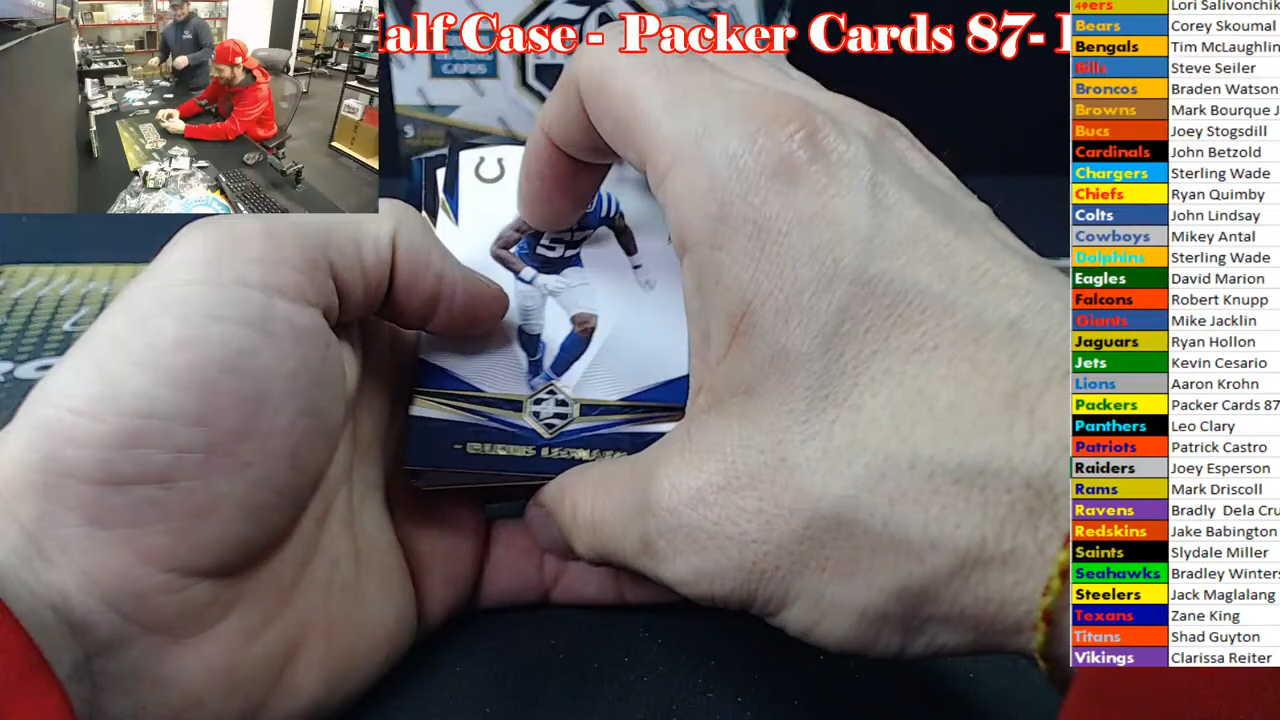 alf Case - Packer Cards 87-
TRADING
CARDS
C
53
49ers Lori Salivonchik
Bears Corey Skoumal
Bengals Tim McLaughlin
Bills Steve Seiler
Broncos Braden Watson
Browns Mark Bourque J
Bucs Joey Stogsdill
Cardinals John Betzold
Chargers Sterling Wade
Chiefs Ryan Quimby
Colts John Lindsay
Cowboys Mikey Antal
Dolphins Sterling Wade
Eagles David Marion
Falcons Robert Knupp
Giants Mike Jacklin
Jaguars Ryan Hollon
Jets Kevin Cesario
Lions Aaron Krohn
Packers Packer Cards 87
Panthers Leo Clary
Patriots Patrick Castro
Raiders Joey Esperson
Rams Mark Driscoll
Ravens Bradly Dela Cru
Redskins Jake Babington
Saints Slydale Miller
Seahawks Bradley Winters
Steelers Jack Maglalang
Texans Zane King
Titans Shad Guyton
Vikings Clarissa Reiter